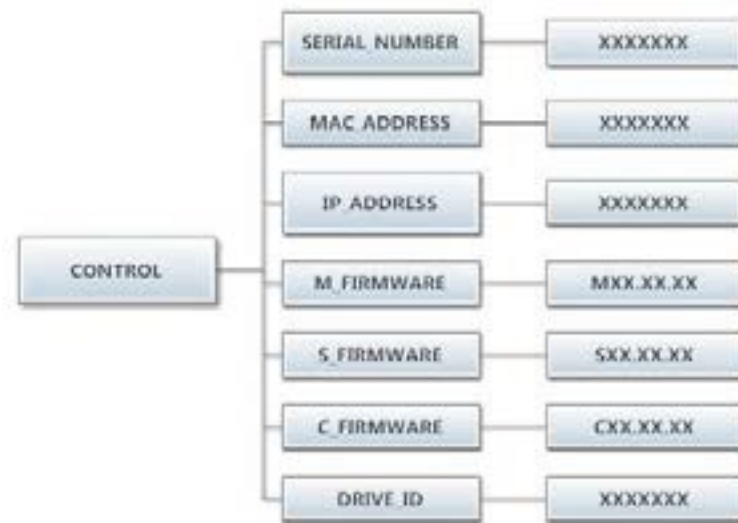 SERIAL_NUMBER
XXXXXXX
MAC_ADDRESS
XXXXXXX
IP_ADDRESS
XXXXXXX
CONTROL
M_FIRMWARE
MXX.XX.XX
S_FIRMWARE
SXX.XX.XX
C_FIRMWARE
CXX.XX.XX
DRIVE_ID
XXXXXXX